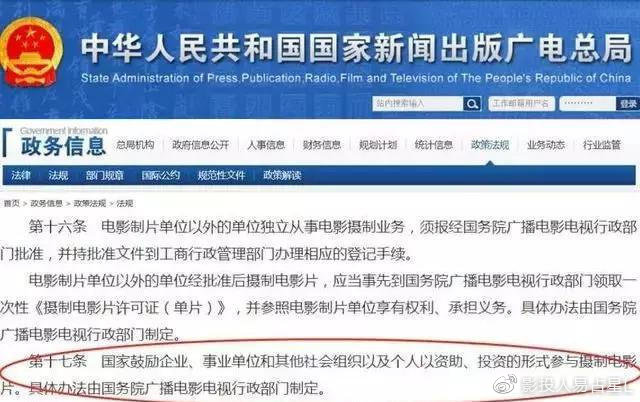 中华人民共和国国家新闻出版广电总局
State Administration of Press,Publication,Radio,Film and Television of The People's Republic of China
站内搜索输入 工作邮箱用户名 登录
Government Information
政务信息 总局机构 政府信息公开 人事信息 财务信息 规划计划 统计信息 政策法规 业务动态 行业监管
法律 法规 部门规章 国际公约 规范性文件 政策解读
首页 > 政务信息 > 政策法规 > 法规
第十六条 电影制片单位以外的单位独立从事电影摄制业务，须报经国务院广播电影电视行政部
门批准，并持批准文件到工商行政管理部门办理相应的登记手续。
电影制片单位以外的单位经批准后摄制电影片，应当事先到国务院广播电影电视行政部门领取一
次性《摄制电影片许可证（单片）》，并参照电影制片单位享有权利、承担义务。具体办法由国务院
广播电影电视行政部门制定。
第十七条 国家鼓励企业、事业单位和其他社会组织以及个人以资助、投资的形式参与摄制电影
片。具体办法由国务院广播电影电视行政部门制定。
影投人易占星L